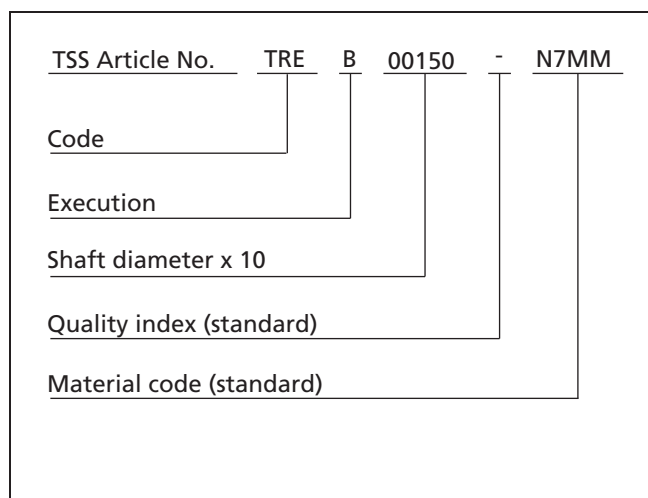 TSS Article No. TRE B 00150 - N7MM
Code
Execution
Shaft diameter x 10
Quality index (standard)
Material code (standard)